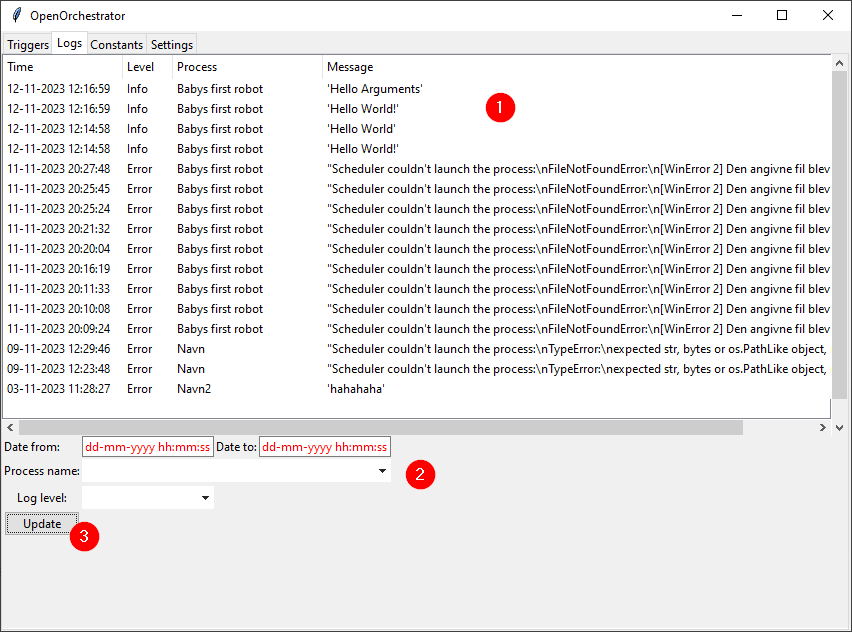 OpenOrchestrator
Triggers Logs Constants Settings
Time Level Process Message
12-11-2023 12:16:59 Info Babys first robot 'Hello Arguments'
12-11-2023 12:16:59 Info Babys first robot 'Hello World!'
12-11-2023 12:14:58 Info Babys first robot 'Hello World'
12-11-2023 12:14:58 Info Babys first robot 'Hello World!'
11-11-2023 20:27:48 Error Babys first robot "Scheduler couldn't launch the process:\nFileNotFoundError:\n[WinError 2] Den angivne fil blev
11-11-2023 20:25:45 Error Babys first robot "Scheduler couldn't launch the process:\nFileNotFoundError:\n[WinError 2] Den angivne fil blev
11-11-2023 20:25:24 Error Babys first robot "Scheduler couldn't launch the process:\nFileNotFoundError:\n[WinError 2] Den angivne fil blev
11-11-2023 20:21:32 Error Babys first robot "Scheduler couldn't launch the process:\nFileNotFoundError:\n[WinError 2] Den angivne fil blev
11-11-2023 20:20:04 Error Babys first robot "Scheduler couldn't launch the process:\nFileNotFoundError:\n[WinError 2] Den angivne fil blev
11-11-2023 20:16:19 Error Babys first robot "Scheduler couldn't launch the process:\nFileNotFoundError:\n[WinError 2] Den angivne fil blev
11-11-2023 20:11:33 Error Babys first robot "Scheduler couldn't launch the process:\nFileNotFoundError:\n[WinError 2] Den angivne fil blev
11-11-2023 20:10:08 Error Babys first robot "Scheduler couldn't launch the process:\nFileNotFoundError:\n[WinError 2] Den angivne fil blev
11-11-2023 20:09:24 Error Babys first robot "Scheduler couldn't launch the process:\nFileNotFoundError:\n[WinError 2] Den angivne fil blev
09-11-2023 12:29:46 Error Navn "Scheduler couldn't launch the process:\nTypeError:\nexpected str, bytes or os.PathLike object,
09-11-2023 12:23:48 Error Navn "Scheduler couldn't launch the process:\nTypeError:\nexpected str, bytes or os.PathLike object,
03-11-2023 11:28:27 Error Navn2 'hahahaha'
1
Date from: dd-mm-yyyy hh:mm:ss Date to: dd-mm-yyyy hh:mm:ss
Process name:
2
Log level:
Update
3